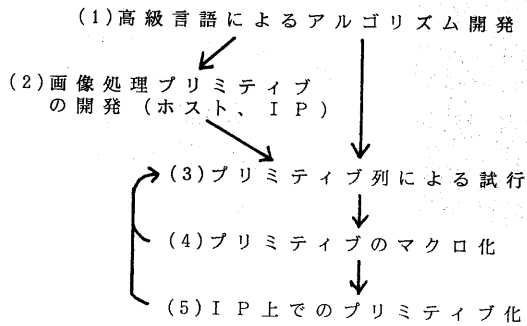 (1)高級言語によるアルゴリズム開発
(2)画像処理プリミティブ
の開発(ホスト、IP)
(3)プリミティブ列による試行
(4)プリミティブのマクロ化
(5)IP上でのプリミティブ化